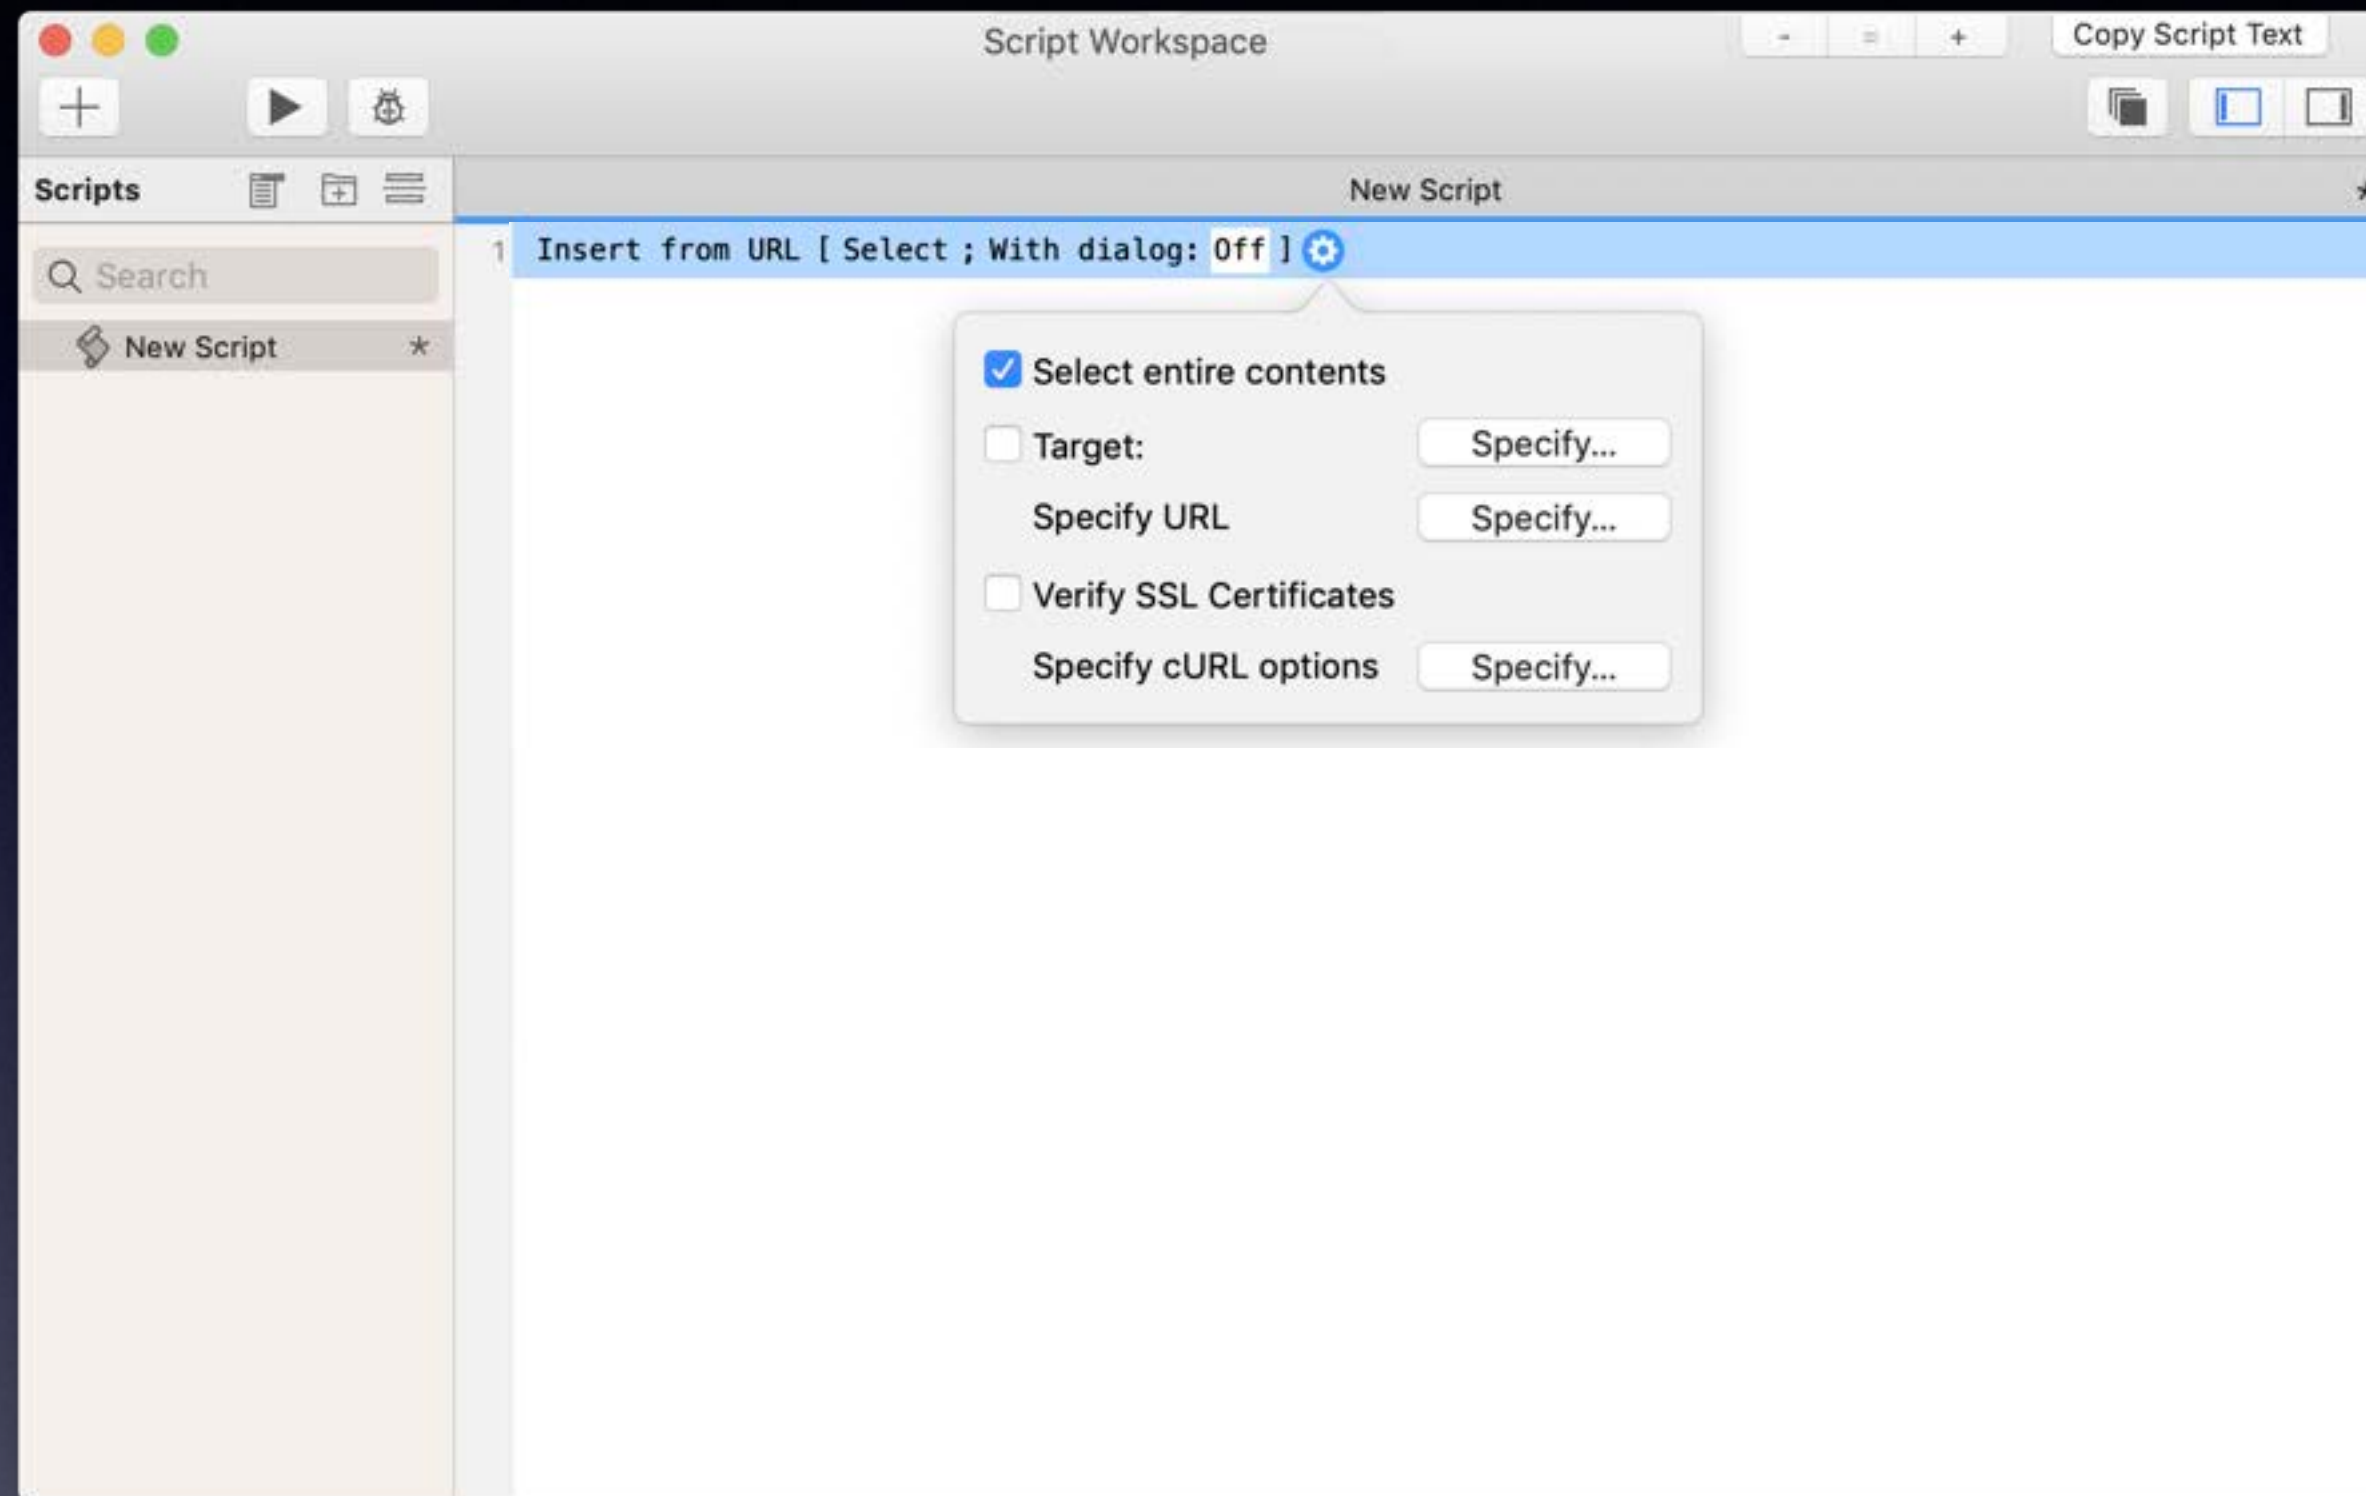 Script Workspace
- = +
Copy Script Text
Scripts
New Script
*
Search
New Script *
1 Insert from URL [ Select ; With dialog: Off ]
Select entire contents
Target: Specify...
Specify URL Specify...
Verify SSL Certificates
Specify cURL options Specify...